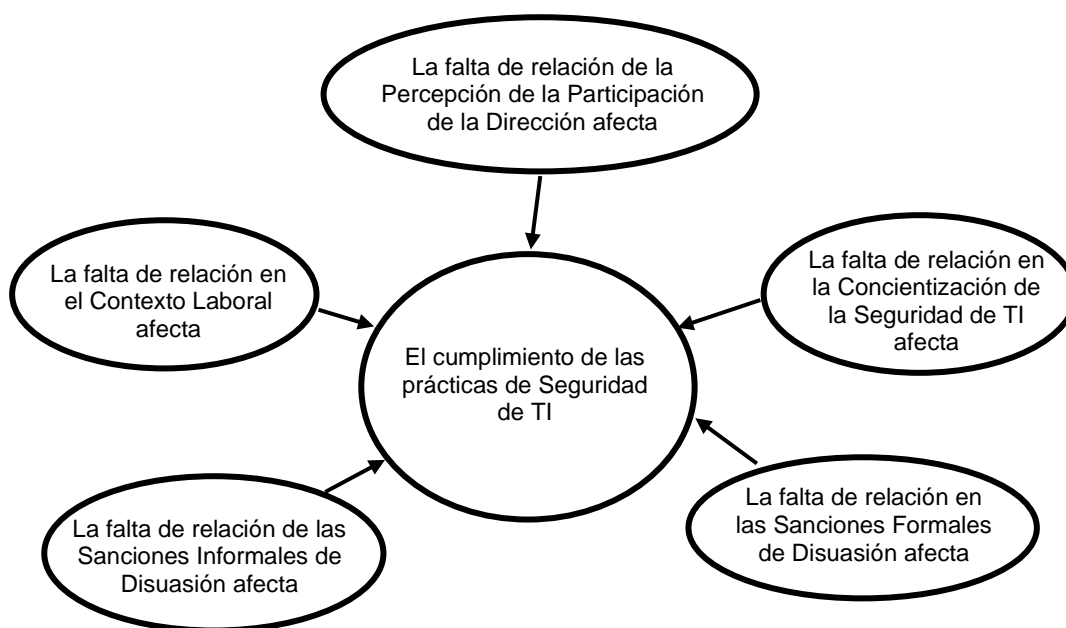 La falta de relación de la
Percepción de la Participación
de la Dirección afecta
La falta de relación en
el Contexto Laboral
afecta
La falta de relación en
la Concientización de
la Seguridad de TI
afecta
El cumplimiento de las
prácticas de Seguridad
de TI
La falta de relación de las
Sanciones Informales de
Disuasión afecta
La falta de relación en
las Sanciones Formales
de Disuasión afecta